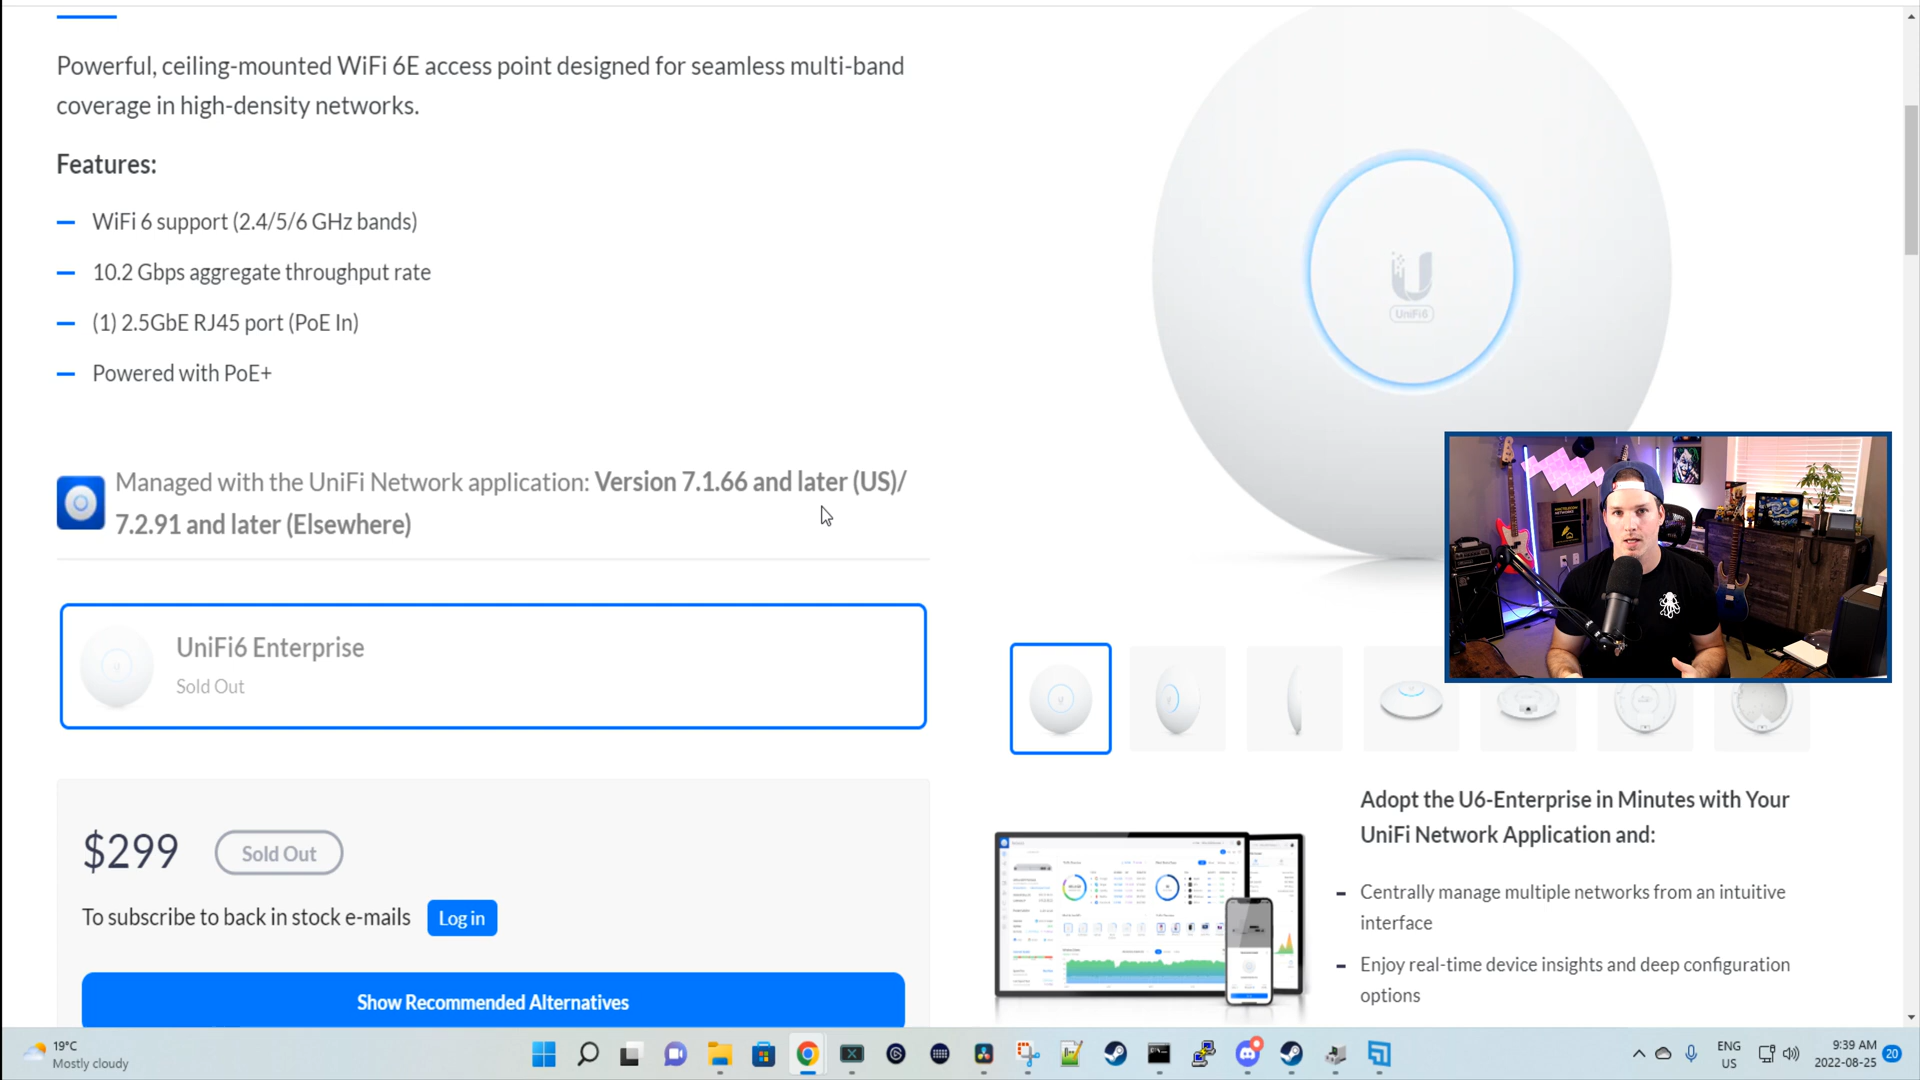 Powerful, ceiling-mounted WiFi 6E access point designed for seamless multi-band
coverage in high-density networks.
Features:
WiFi 6 support (2.4/5/6 GHz bands)
10.2 Gbps aggregate throughput rate
(1) 2.5GbE RJ45 port (PoE In)
Powered with PoE+
Managed with the UniFi Network application: Version 7.1.66 and later (US)/
7.2.91 and later (Elsewhere)
UniFi6 Enterprise
Sold Out
$299
Sold Out
To subscribe to back in stock e-mails
Log in
Show Recommended Alternatives
U
UniFi6
Adopt the U6-Enterprise in Minutes with Your
UniFi Network Application and:
Centrally manage multiple networks from an intuitive
interface
Enjoy real-time device insights and deep configuration
options
19°C
Mostly cloudy
ENG
US
9:39 AM
2022-08-25
20